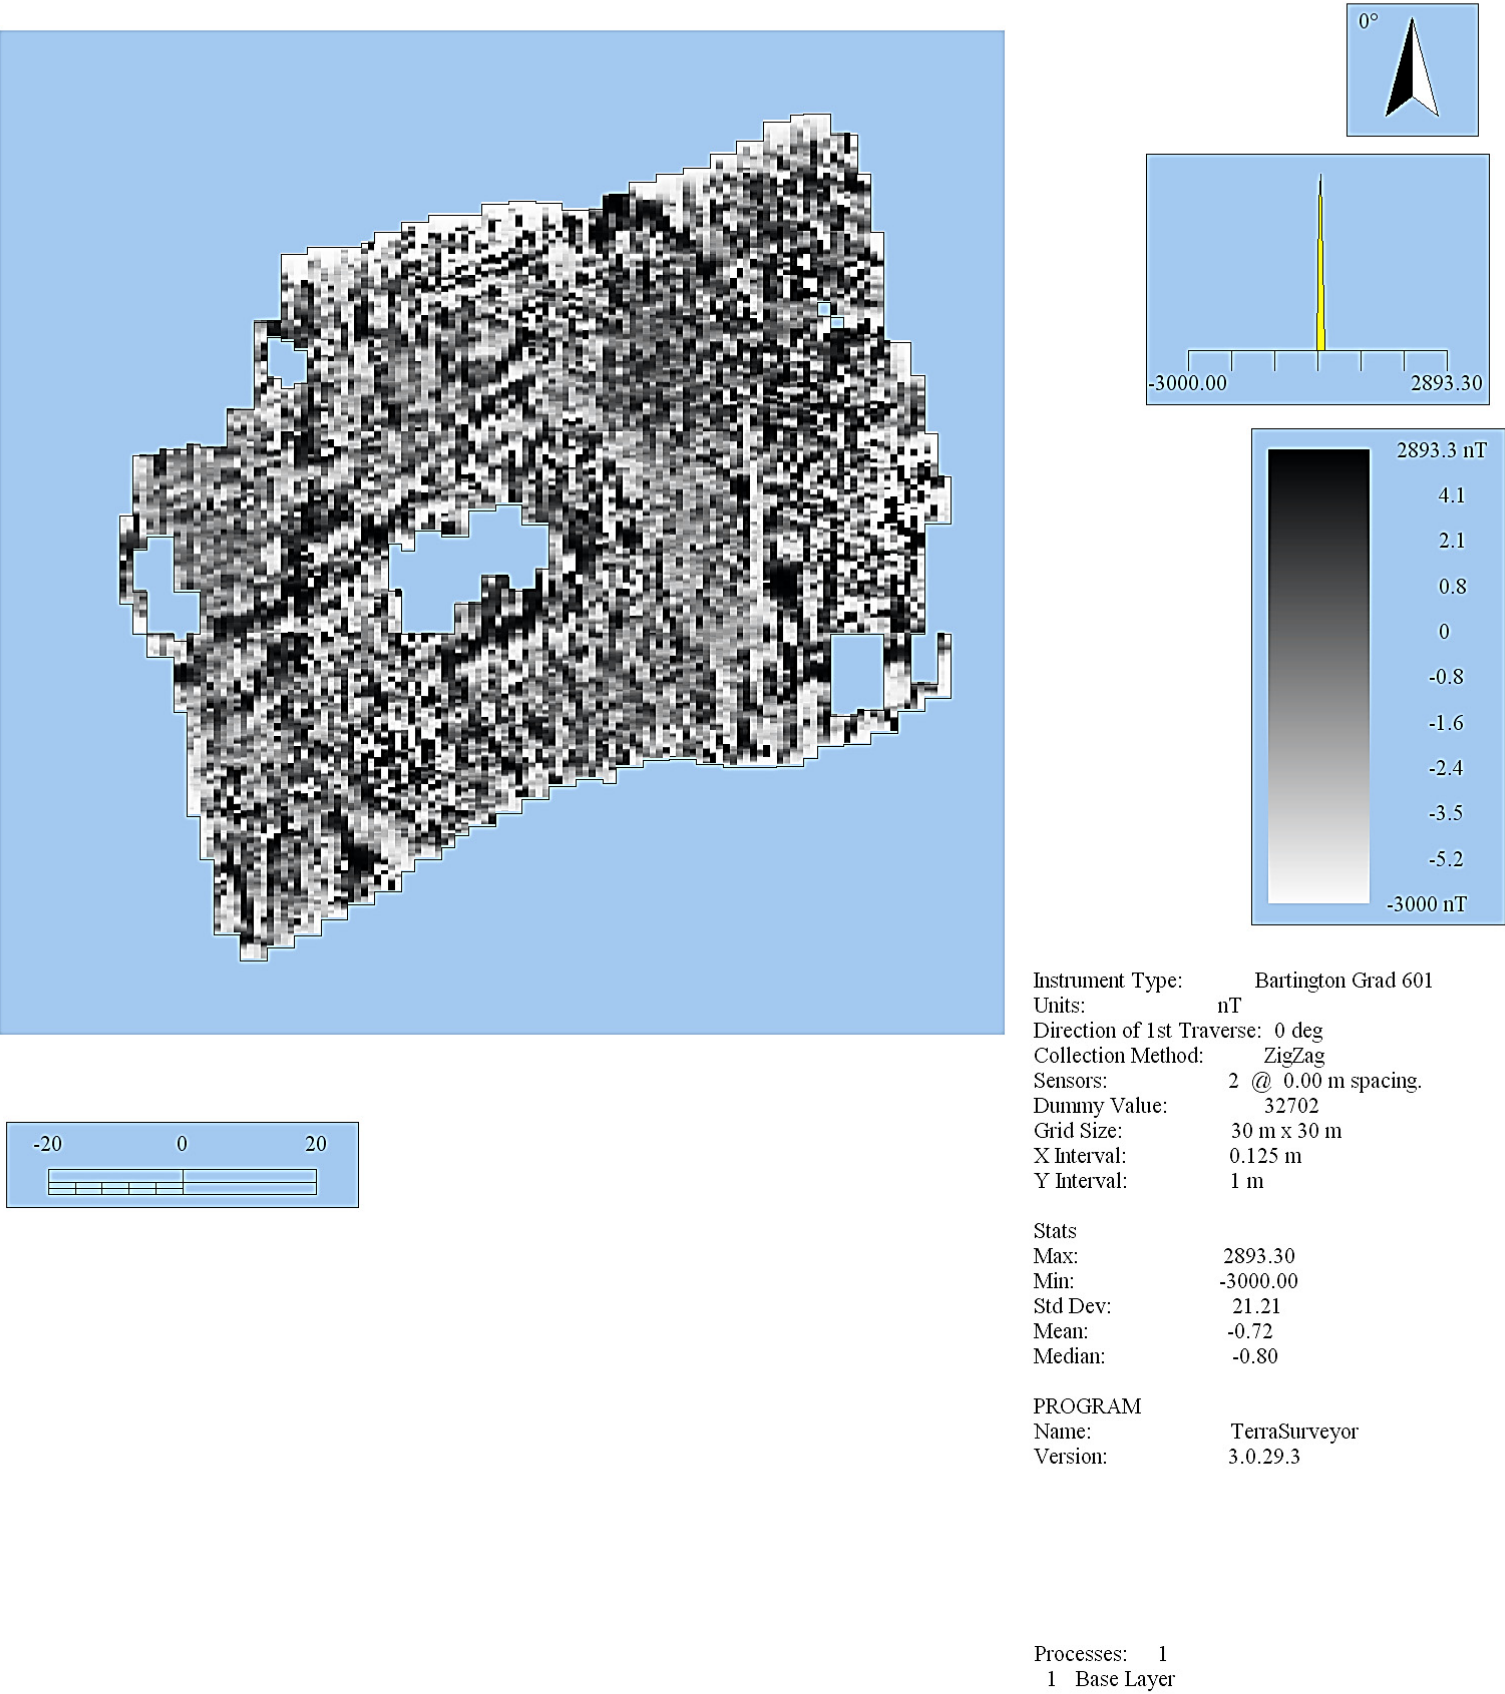 0°
-3000.00 2893.30
2893.3 nT
4.1
2.1
0.8
0
-0.8
-1.6
-2.4
-3.5
-5.2
-3000 nT
Instrument Type: Bartington Grad 601
Units: nT
Direction of 1st Traverse: 0 deg
Collection Method: ZigZag
Sensors: 2 @ 0.00 m spacing.
Dummy Value: 32702
Grid Size: 30 m x 30 m
X Interval: 0.125 m
Y Interval: 1 m
-20 0 20
Stats
Max: 2893.30
Min: -3000.00
Std Dev: 21.21
Mean: -0.72
Median: -0.80
PROGRAM
Name: TerraSurveyor
Version: 3.0.29.3
Processes: 1
1 Base Layer